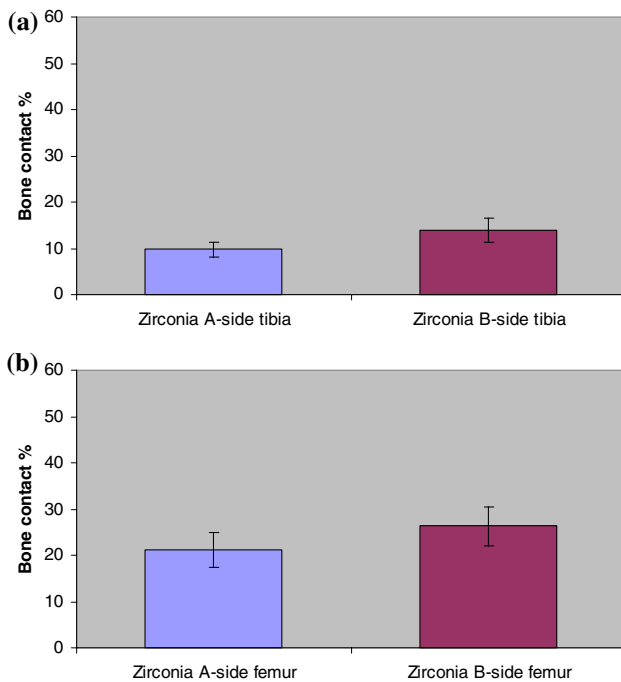 (a)
Bone contact %
60
50
40
30
20
10
0
Zirconia A-side tibia
Zirconia B-side tibia
(b)
Bone contact %
60
50
40
30
20
10
0
Zirconia A-side femur
Zirconia B-side femur